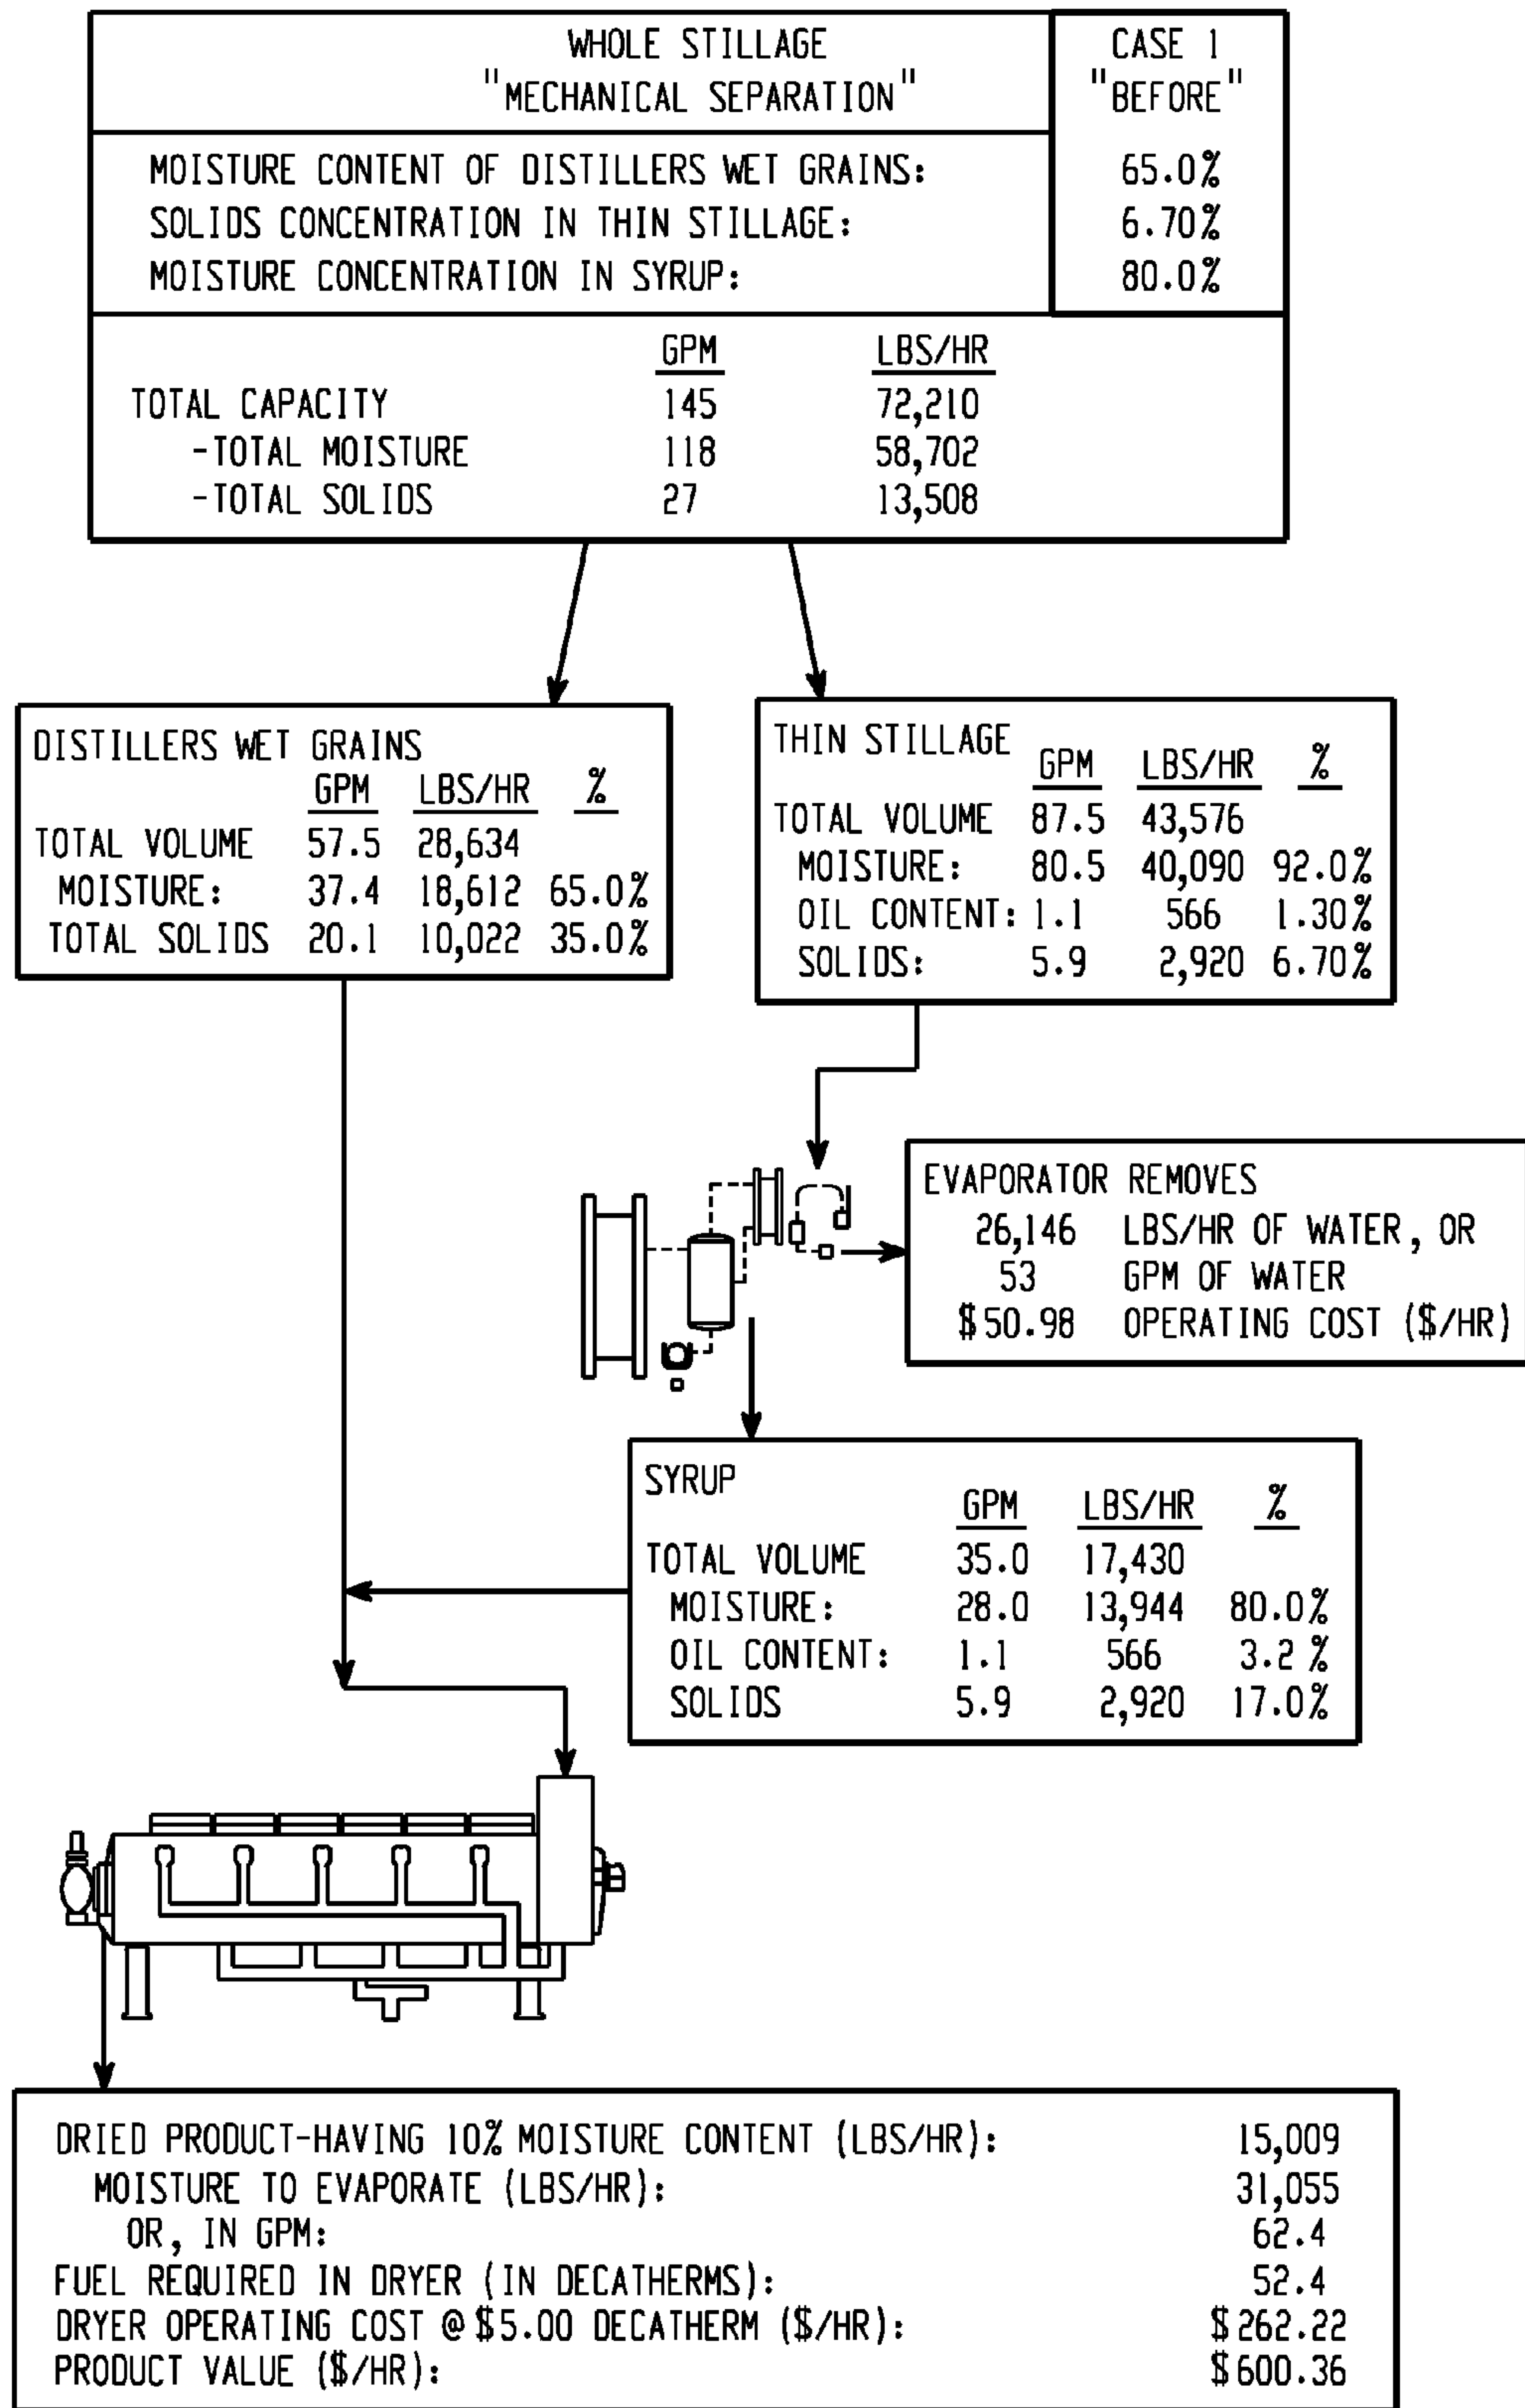 WHOLE STILLAGE CASE 1
"MECHANICAL SEPARATION" "BEFORE"
MOISTURE CONTENT OF DISTILLERS WET GRAINS: 65.0%
SOLIDS CONCENTRATION IN THIN STILLAGE: 6.70%
MOISTURE CONCENTRATION IN SYRUP: 80.0%
GPM LBS/HR
TOTAL CAPACITY 145 72,210
-TOTAL MOISTURE 118 58,702
-TOTAL SOLIDS 27 13,508
DISTILLERS WET GRAINS
GPM LBS/HR %
TOTAL VOLUME 57.5 28,634
MOISTURE: 37.4 18,612 65.0%
TOTAL SOLIDS 20.1 10,022 35.0%
THIN STILLAGE GPM LBS/HR %
TOTAL VOLUME 87.5 43,576
MOISTURE: 80.5 40,090 92.0%
OIL CONTENT: 1.1 566 1.30%
SOLIDS: 5.9 2,920 6.70%
EVAPORATOR REMOVES
26,146 LBS/HR OF WATER, OR
53 GPM OF WATER
$50.98 OPERATING COST ($/HR)
SYRUP
GPM LBS/HR %
TOTAL VOLUME 35.0 17,430
MOISTURE: 28.0 13,944 80.0%
OIL CONTENT: 1.1 566 3.2 %
SOLIDS 5.9 2,920 17.0%
DRIED PRODUCT-HAVING 10% MOISTURE CONTENT (LBS/HR): 15,009
MOISTURE TO EVAPORATE (LBS/HR): 31,055
OR, IN GPM: 62.4
FUEL REQUIRED IN DRYER (IN DECATHERMS): 52.4
DRYER OPERATING COST @ $5.00 DECATHERM ($/HR): $262.22
PRODUCT VALUE ($/HR): $600.36